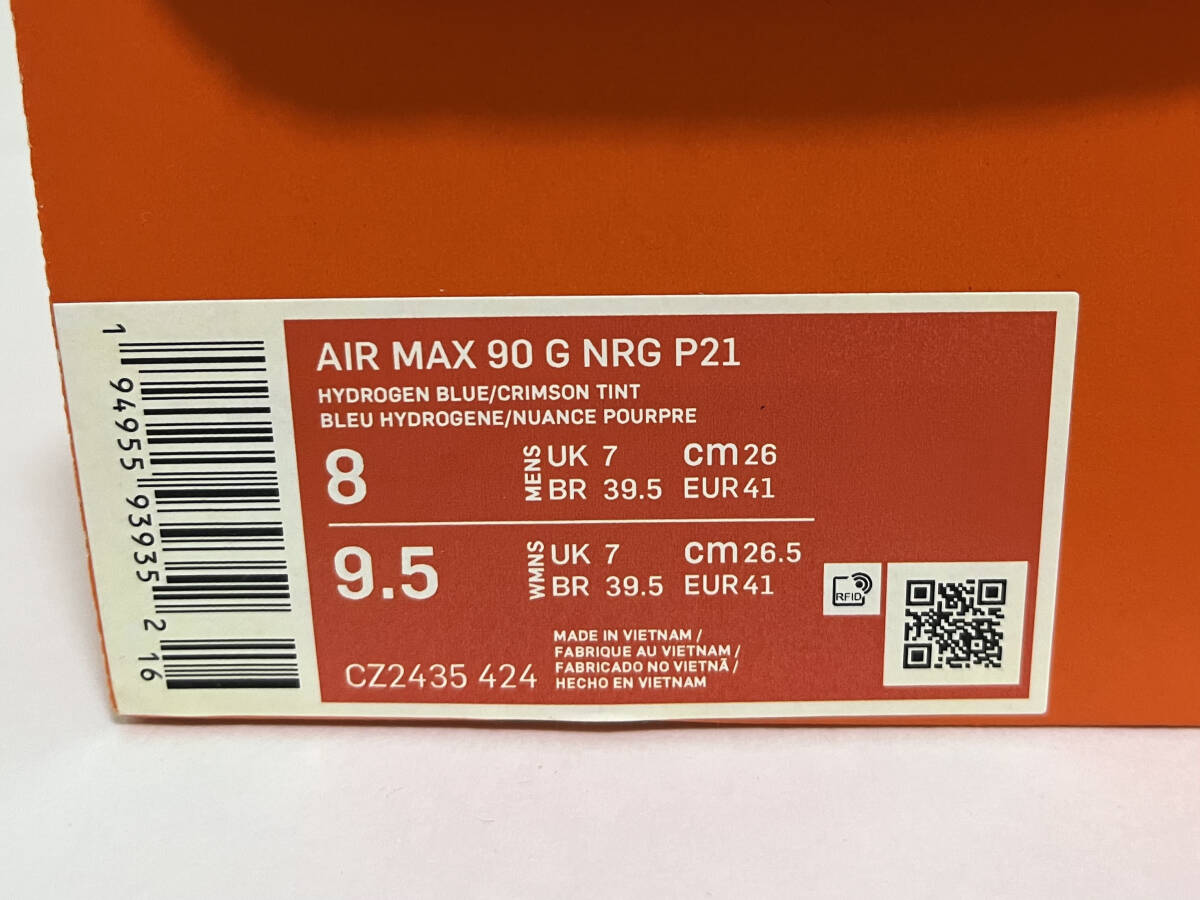 AIR MAX 90 G NRG P21
HYDROGEN BLUE/CRIMSON TINT
BLEU HYDROGENE/NUANCE POURPRE
8
MENS
UK 7 cm 26
BR 39.5 EUR 41
9.5
WMNS
UK 7 cm 26.5
BR 39.5 EUR 41
RFID
CZ2435 424
MADE IN VIETNAM /
FABRIQUE AU VIETNAM /
FABRICADO NO VIETNÃ /
HECHO EN VIETNAM
1 94955 93935 2 16